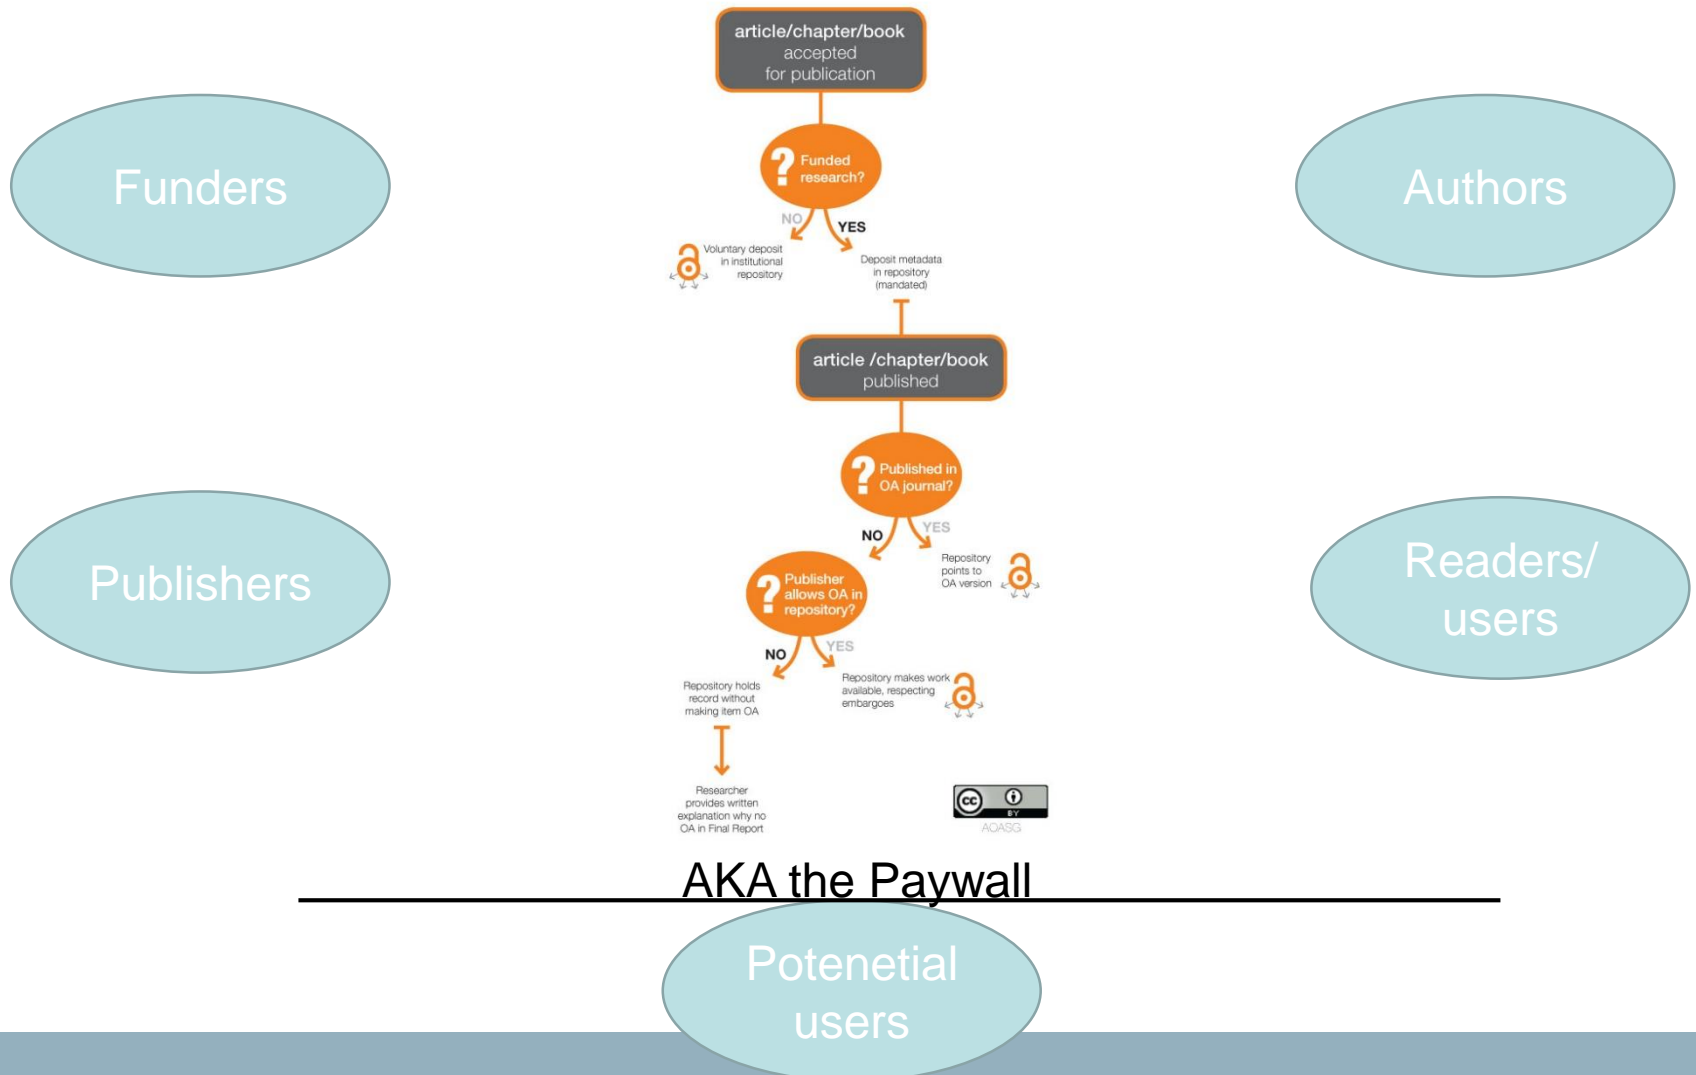 article/chapter/book
accepted
for publication
Funders
Authors
?
Funded
research?
NO
YES
Voluntary deposit
in institutional
repository
Deposit metadata
in repository
(mandated)
article /chapter/book
published
?
Published in
OA journal?
NO
YES
Repository
points to
OA version
Publishers
Readers/
users
?
Publisher
allows OA in
repository?
NO
YES
Repository holds
record without
making item OA
Repository makes work
available, respecting
embargoes
Researcher
provides written
explanation why no
OA in Final Report
cc
BY
AOASG
AKA the Paywall
Potenetial
users